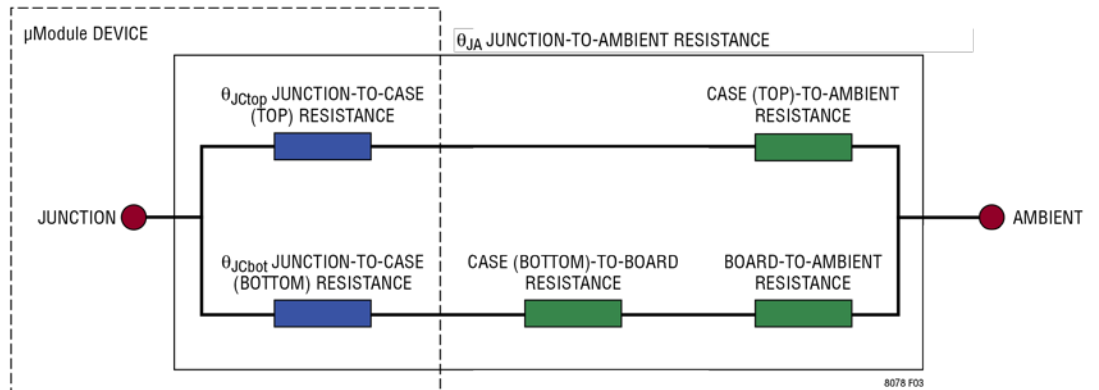 µModule DEVICE
θJA JUNCTION-TO-AMBIENT RESISTANCE
θJCtop JUNCTION-TO-CASE
(TOP) RESISTANCE
CASE (TOP)-TO-AMBIENT
RESISTANCE
JUNCTION
AMBIENT
θJCbot JUNCTION-TO-CASE
(BOTTOM) RESISTANCE
CASE (BOTTOM)-TO-BOARD
RESISTANCE
BOARD-TO-AMBIENT
RESISTANCE
8078 F03